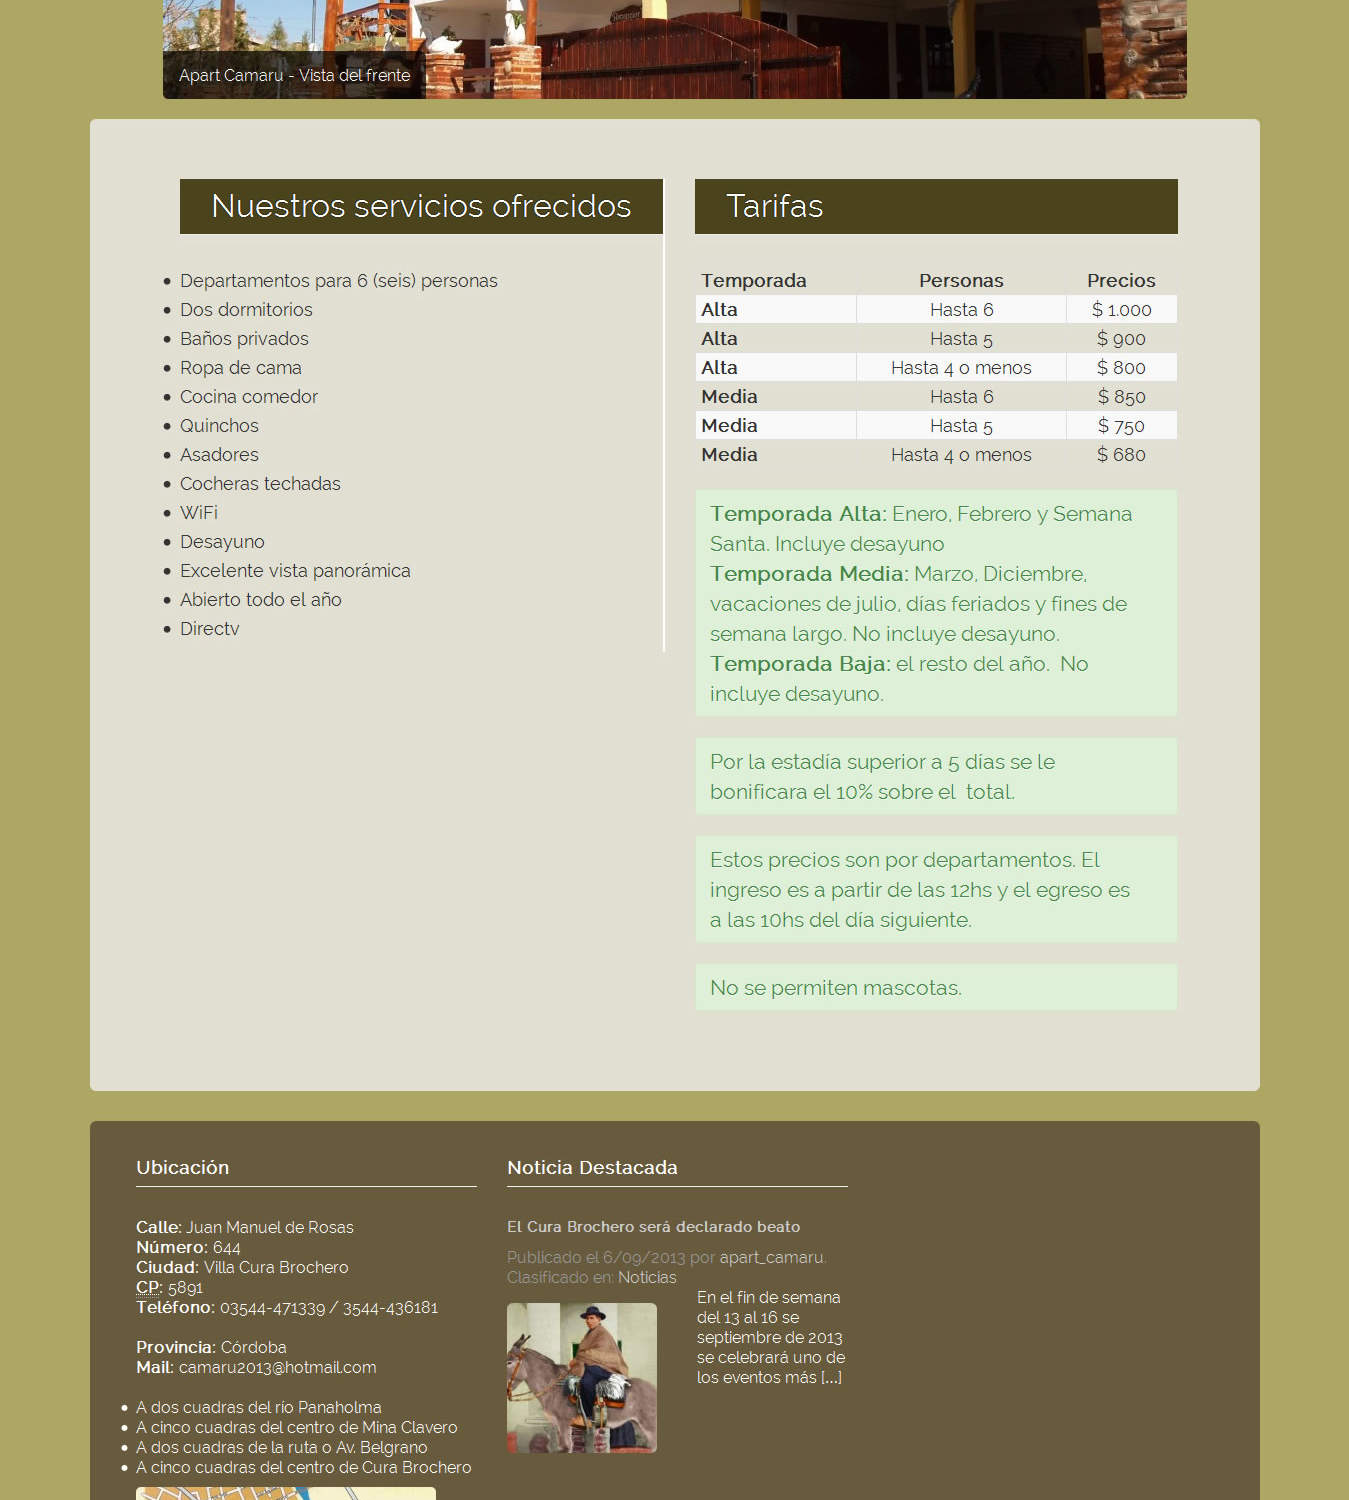 Apart Camaru - Vista del frente
Nuestros servicios ofrecidos
Departamentos para 6 (seis) personas
Dos dormitorios
Baños privados
Ropa de cama
Cocina comedor
Quinchos
Asadores
Cocheras techadas
WiFi
Desayuno
Excelente vista panorámica
Abierto todo el año
Directv
Tarifas
Temporada Personas Precios
Alta Hasta 6 $ 1.000
Alta Hasta 5 $ 900
Alta Hasta 4 o menos $ 800
Media Hasta 6 $ 850
Media Hasta 5 $ 750
Media Hasta 4 o menos $ 680
Temporada Alta: Enero, Febrero y Semana
Santa. Incluye desayuno
Temporada Media: Marzo, Diciembre,
vacaciones de julio, días feriados y fines de
semana largo. No incluye desayuno.
Temporada Baja: el resto del año.  No
incluye desayuno.
Por la estadía superior a 5 días se le
bonificara el 10% sobre el  total.
Estos precios son por departamentos. El
ingreso es a partir de las 12hs y el egreso es
a las 10hs del día siguiente.
No se permiten mascotas.
Ubicación
Calle: Juan Manuel de Rosas
Número: 644
Ciudad: Villa Cura Brochero
CP: 5891
Teléfono: 03544-471339 / 3544-436181
Provincia: Córdoba
Mail: camaru2013@hotmail.com
A dos cuadras del río Panaholma
A cinco cuadras del centro de Mina Clavero
A dos cuadras de la ruta o Av. Belgrano
A cinco cuadras del centro de Cura Brochero
Noticia Destacada
El Cura Brochero será declarado beato
Publicado el 6/09/2013 por apart_camaru.
Clasificado en: Noticias
En el fin de semana
del 13 al 16 se
septiembre de 2013
se celebrará uno de
los eventos más [...]